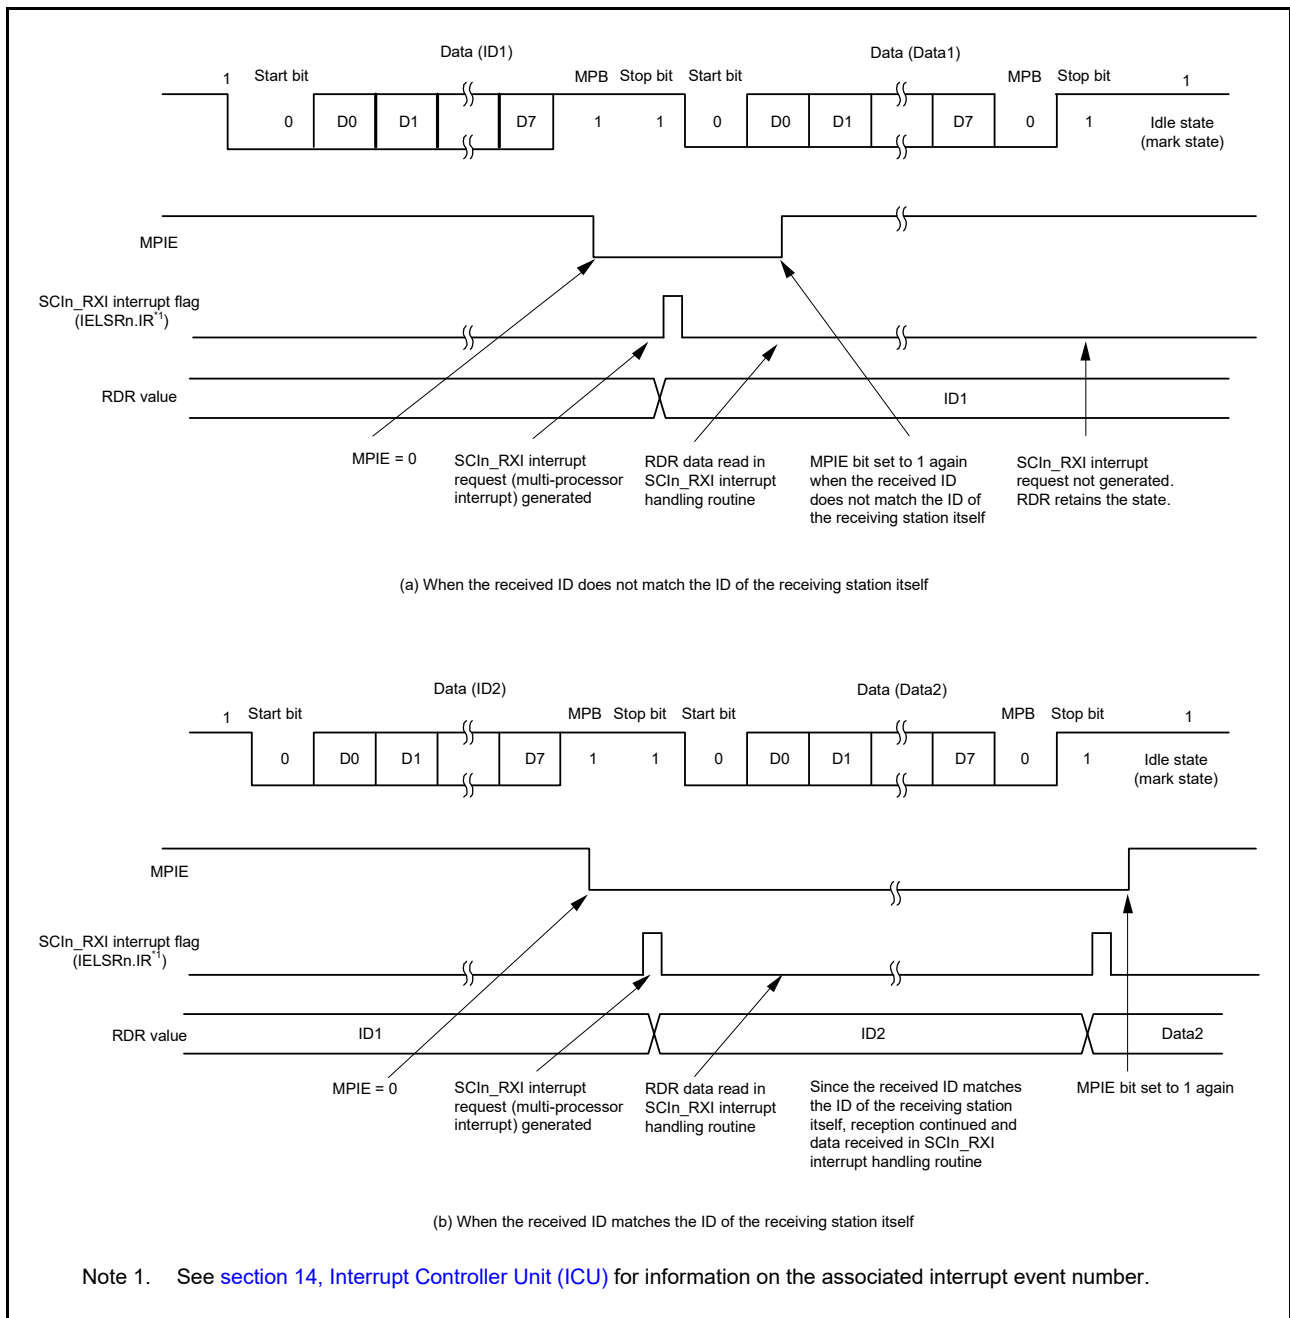 Data (ID1)
Data (Data1)
1 Start bit MPB Stop bit Start bit MPB Stop bit 1
0 D0 D1 D7 1 1 0 D0 D1 D7 0 1 Idle state
(mark state)
MPIE
SCIn_RXI interrupt flag
(IELSRn.IR*1)
RDR value
ID1
MPIE = 0
SCIn_RXI interrupt
request (multi-processor
interrupt) generated
RDR data read in
SCIn_RXI interrupt
handling routine
MPIE bit set to 1 again
when the received ID
does not match the ID of
the receiving station itself
SCIn_RXI interrupt
request not generated.
RDR retains the state.
(a) When the received ID does not match the ID of the receiving station itself
Data (ID2)
Data (Data2)
1 Start bit MPB Stop bit Start bit MPB Stop bit 1
0 D0 D1 D7 1 1 0 D0 D1 D7 0 1 Idle state
(mark state)
MPIE
SCIn_RXI interrupt flag
(IELSRn.IR*1)
RDR value
ID1
ID2
Data2
MPIE = 0
SCIn_RXI interrupt
request (multi-processor
interrupt) generated
RDR data read in
SCIn_RXI interrupt
handling routine
Since the received ID matches
the ID of the receiving station
itself, reception continued and
data received in SCIn_RXI
interrupt handling routine
MPIE bit set to 1 again
(b) When the received ID matches the ID of the receiving station itself
Note 1. See section 14, Interrupt Controller Unit (ICU) for information on the associated interrupt event number.